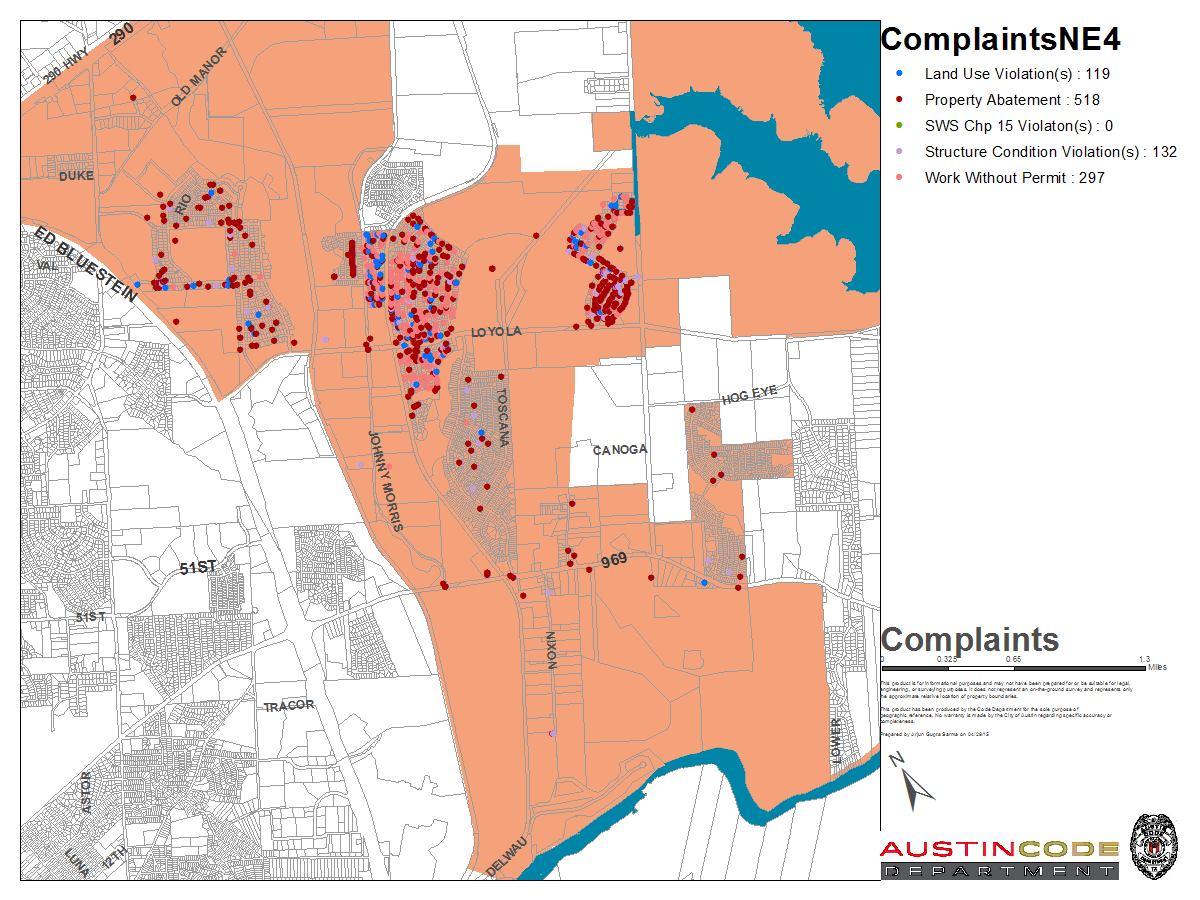 ComplaintsNE4
Land Use Violation(s) : 119
Property Abatement : 518
SWS Chp 15 Violaton(s) : 0
Structure Condition Violation(s) : 132
Work Without Permit : 297
290
290 HWY
OLD MANOR
DUKE
RIO
ED BLUESTEIN
VAL
LOYOLA
TOSCANA
HOG EYE
CANOGA
JOHNNY MORRIS
969
51ST
51ST
NIXON
TRACOR
LOWER
ASTOR
LUNA
12TH
DELWAU
Complaints
0 0.325 0.65 1.3
Miles
This product is for informational purposes and may not have been prepared for or be suitable for legal,
engineering, or surveying purposes. It does not represent an on-the-ground survey and represents only
the approximate relative location of property boundaries.
This product has been produced by the Code Department for the sole purpose of
geographic reference. No warranty is made by the City of Austin regarding specific accuracy or
completeness.
Prepared by Arjun Gupta Sarma on 04/28/15
N
AUSTINCODE
DEPARTMENT